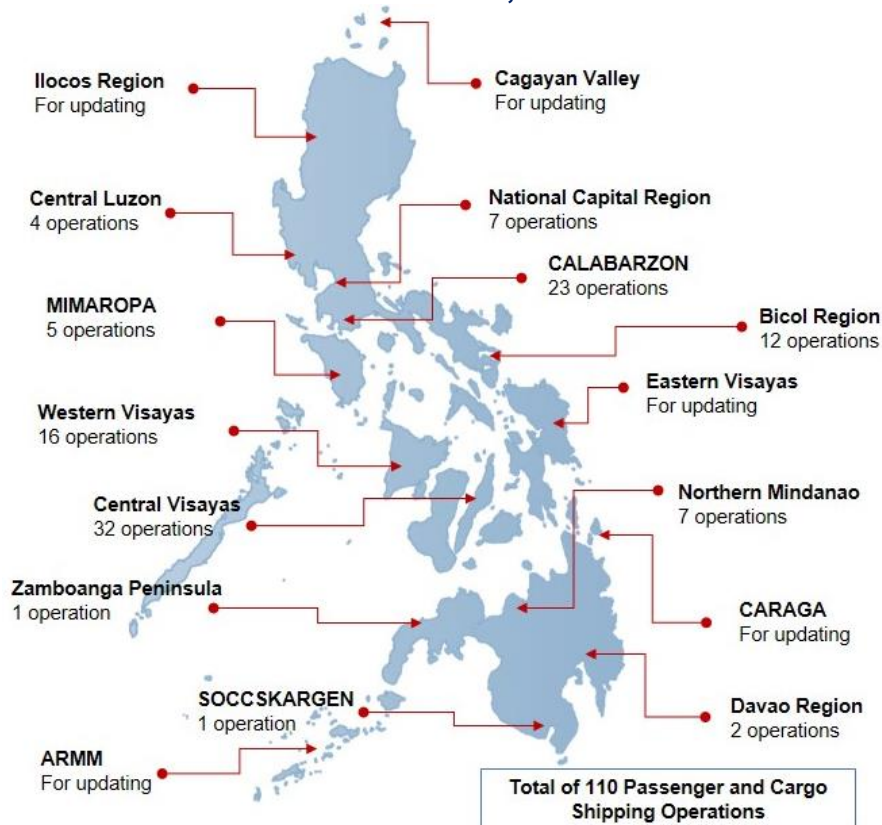 Ilocos Region
For updating
Cagayan Valley
For updating
Central Luzon
4 operations
National Capital Region
7 operations
CALABARZON
23 operations
MIMAROPA
5 operations
Bicol Region
12 operations
Eastern Visayas
For updating
Western Visayas
16 operations
Northern Mindanao
7 operations
Central Visayas
32 operations
Zamboanga Peninsula
1 operation
CARAGA
For updating
SOCCSKARGEN
1 operation
Davao Region
2 operations
ARMM
For updating
Total of 110 Passenger and Cargo
Shipping Operations